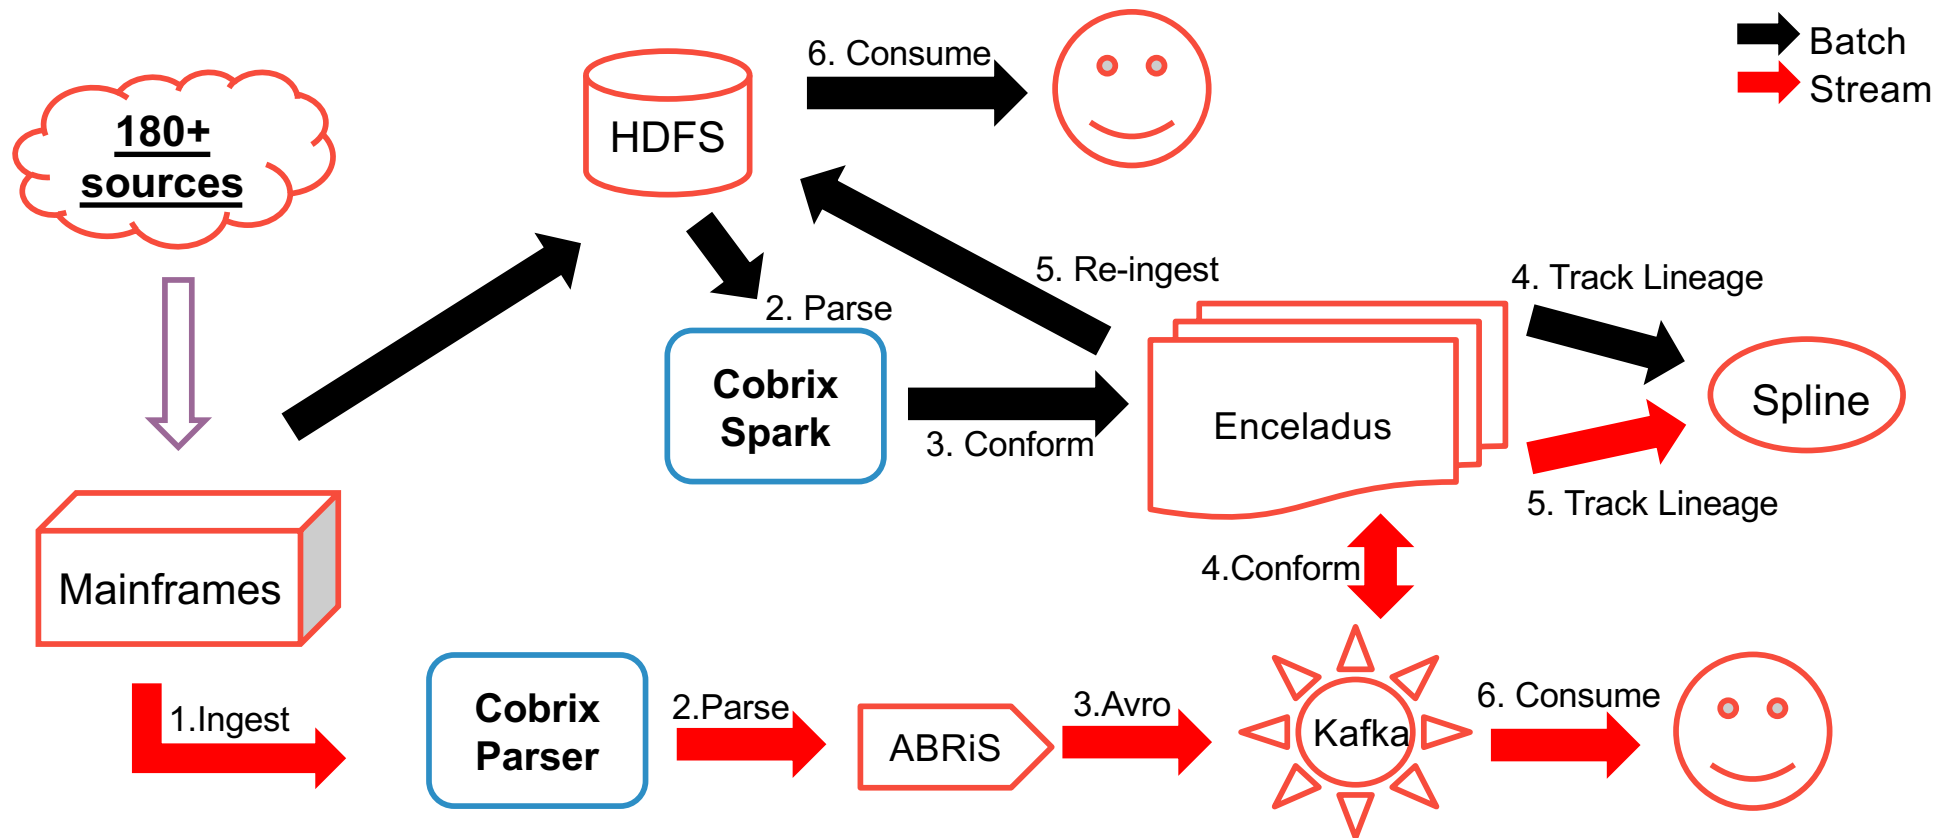 6. Consume
Batch
Stream
180+
sources
HDFS
5. Re-ingest
4. Track Lineage
2. Parse
Cobrix
Spark
3. Conform
Enceladus
Spline
5. Track Lineage
Mainframes
4.Conform
1.Ingest
Cobrix
Parser
2.Parse
ABRiS
3.Avro
Kafka
6. Consume